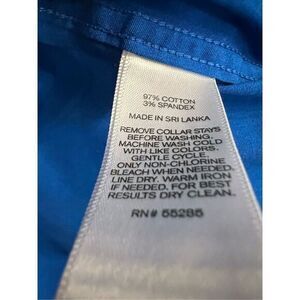 97% COTTON
3% SPANDEX
MADE IN SRI LANKA
REMOVE COLLAR STAYS
BEFORE WASHING.
MACHINE WASH COLD
WITH LIKE COLORS.
GENTLE CYCLE.
ONLY NON-CHLORINE
BLEACH WHEN NEEDED.
LINE DRY. WARM IRON
IF NEEDED. FOR BEST
RESULTS DRY CLEAN.
RN# 55285